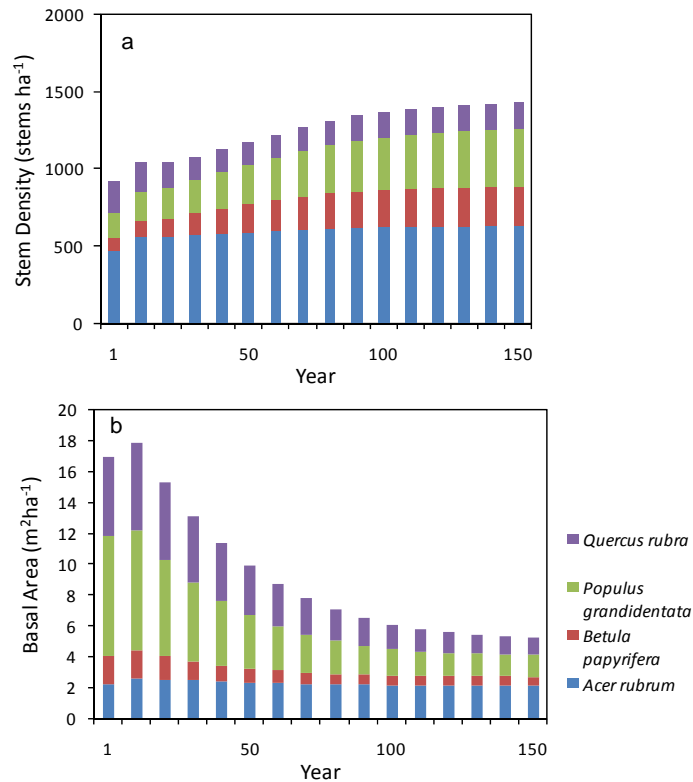 2000
a
1500
1000
500
0
Stem Density (stems ha-1)
1
50
100
150
Year
20
b
18
16
14
12
10
8
6
4
2
0
Basal Area (m2ha-1)
1
50
100
150
Year
Quercus rubra
Populus
grandidentata
Betula
papyrifera
Acer rubrum